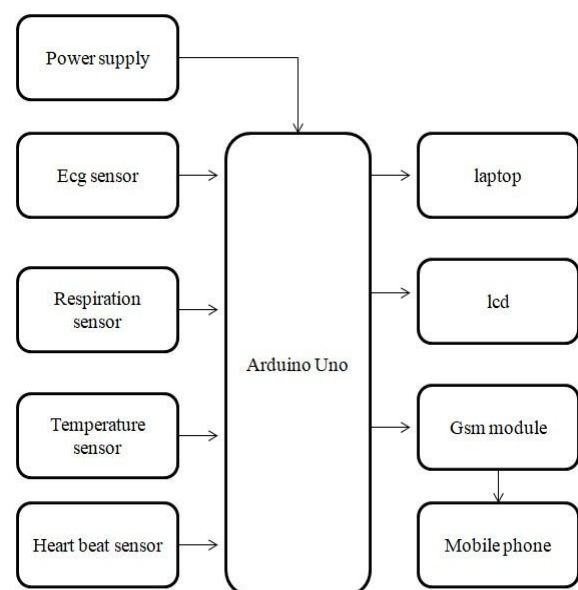 Power supply
Ecg sensor
Respiration
sensor
Temperature
sensor
Heart beat sensor
Arduino Uno
laptop
lcd
Gsm module
Mobile phone